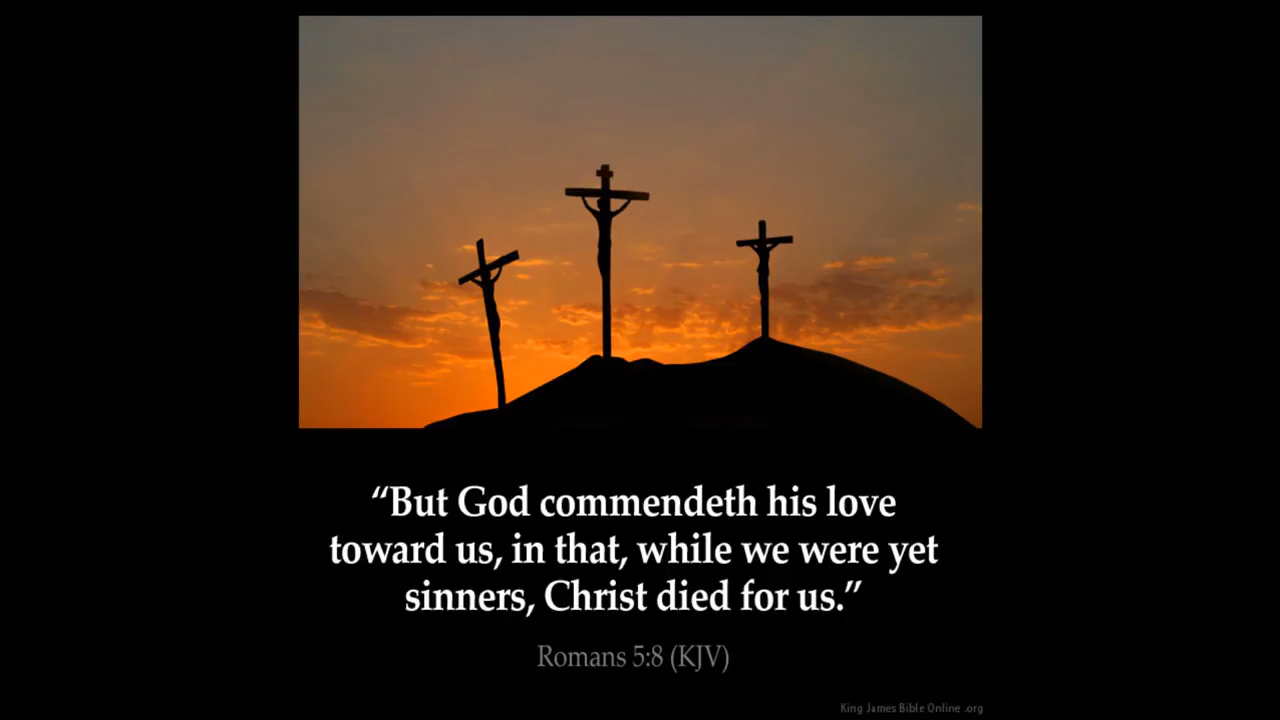 “But God commendeth his love
toward us, in that, while we were yet
sinners, Christ died for us.”
Romans 5:8 (KJV)
King James Bible Online .org